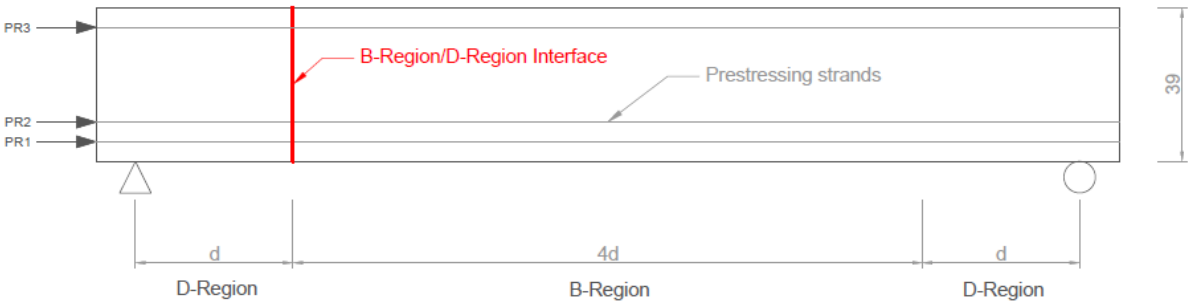 PR3
B-Region/D-Region Interface
Prestressing strands
39
PR2
PR1
d
4d
d
D-Region
B-Region
D-Region